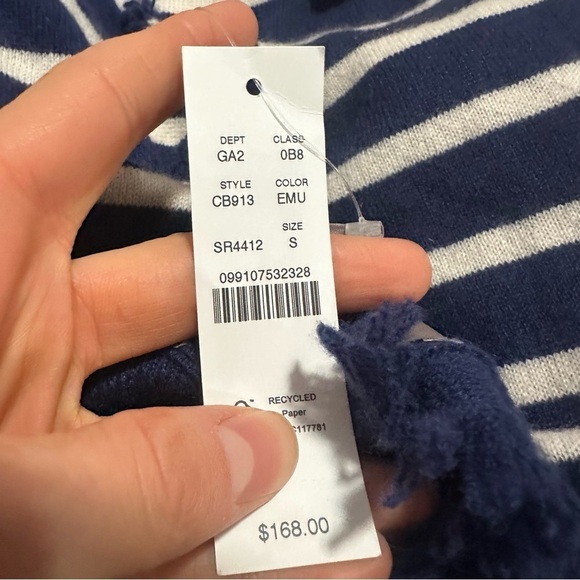 DEPT CLASS
GA2 0B8
STYLE COLOR
CB913 EMU
SIZE
SR4412 S
099107532328
RECYCLED
Paper
$168.00